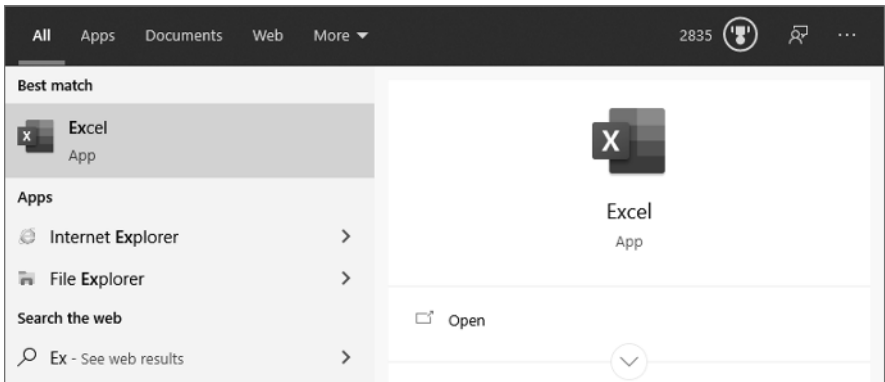 All Apps Documents Web More 2835 ...
Best match
Excel
App
Apps
Internet Explorer
File Explorer
Search the web
Ex - See web results
X
Excel
App
Open